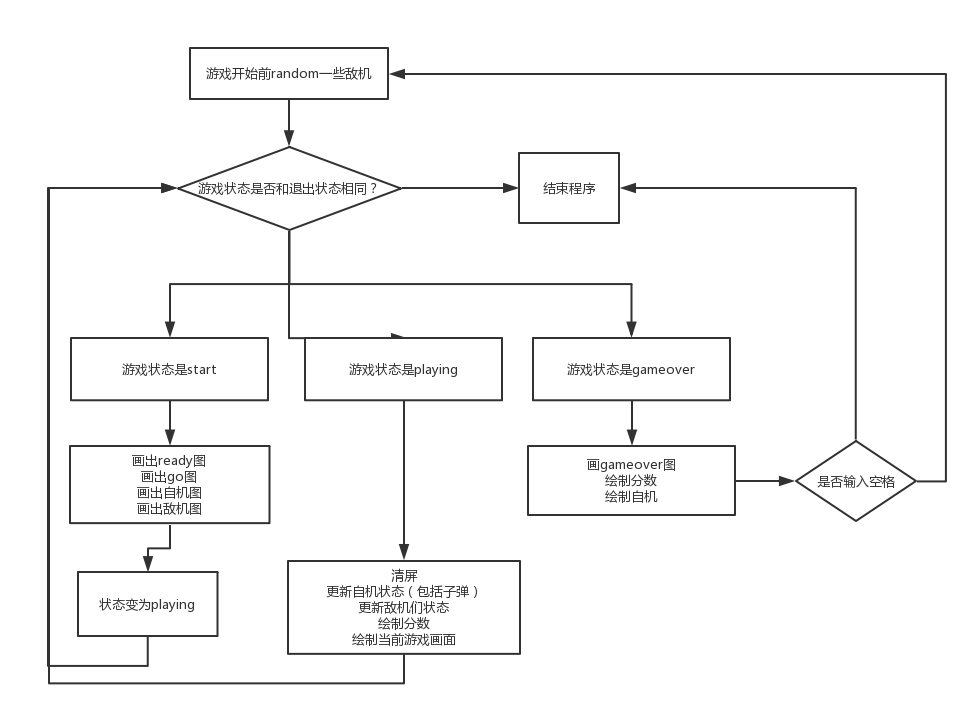 游戏开始前random一些敌机
游戏状态是否和退出状态相同？
结束程序
游戏状态是start
游戏状态是playing
游戏状态是gameover
画出ready图
画出go图
画出自机图
画出敌机图
画gameover图
绘制分数
绘制自机
是否输入空格
状态变为playing
清屏
更新自机状态（包括子弹）
更新敌机们状态
绘制分数
绘制当前游戏画面